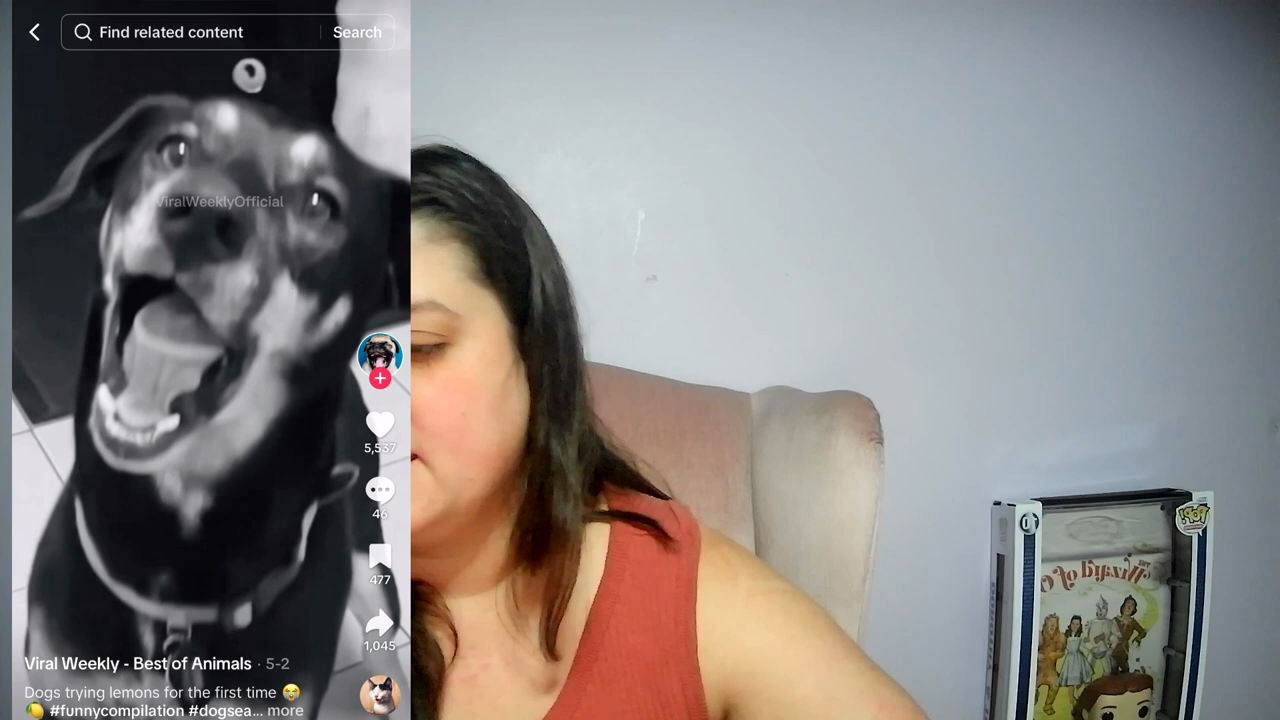 Find related content
Search
ViralWeeklyOfficial
5,537
46
477
1,045
Viral Weekly - Best of Animals · 5-2
Dogs trying lemons for the first time 😭
🍋 #funnycompilation #dogsea... more
POP!
THE
Wizard of O